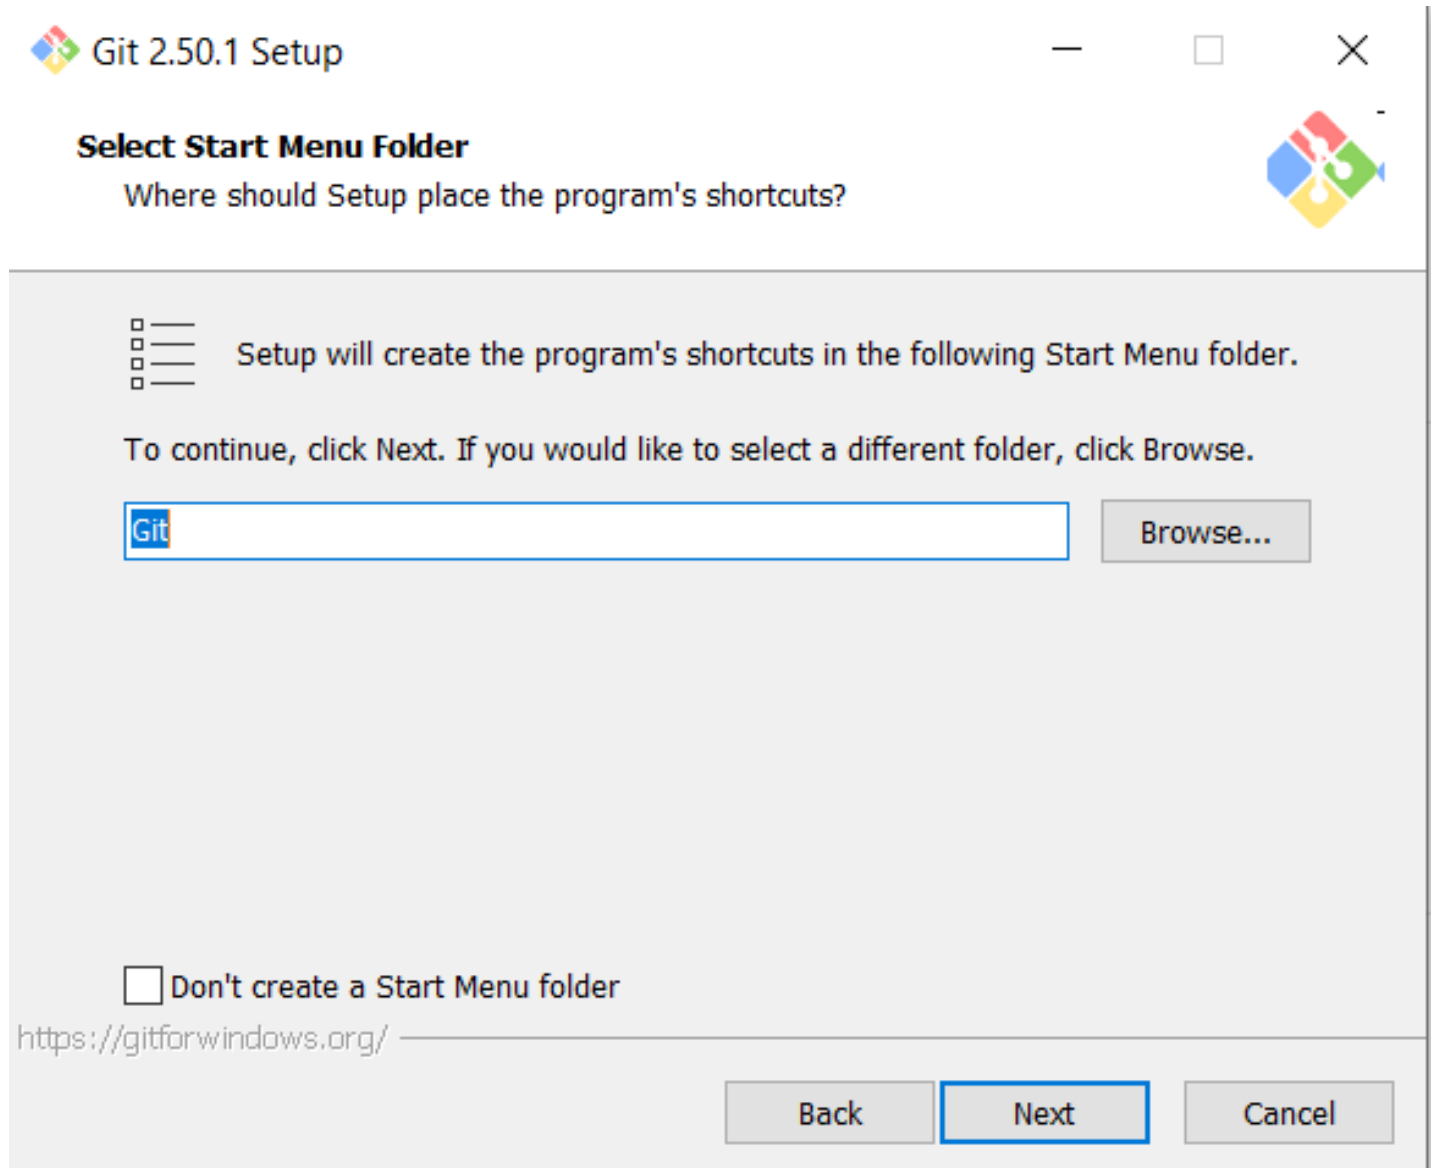 Git 2.50.1 Setup
Select Start Menu Folder
Where should Setup place the program's shortcuts?
Setup will create the program's shortcuts in the following Start Menu folder.
To continue, click Next. If you would like to select a different folder, click Browse.
Git
Browse...
Don't create a Start Menu folder
https://gitforwindows.org/
Back
Next
Cancel